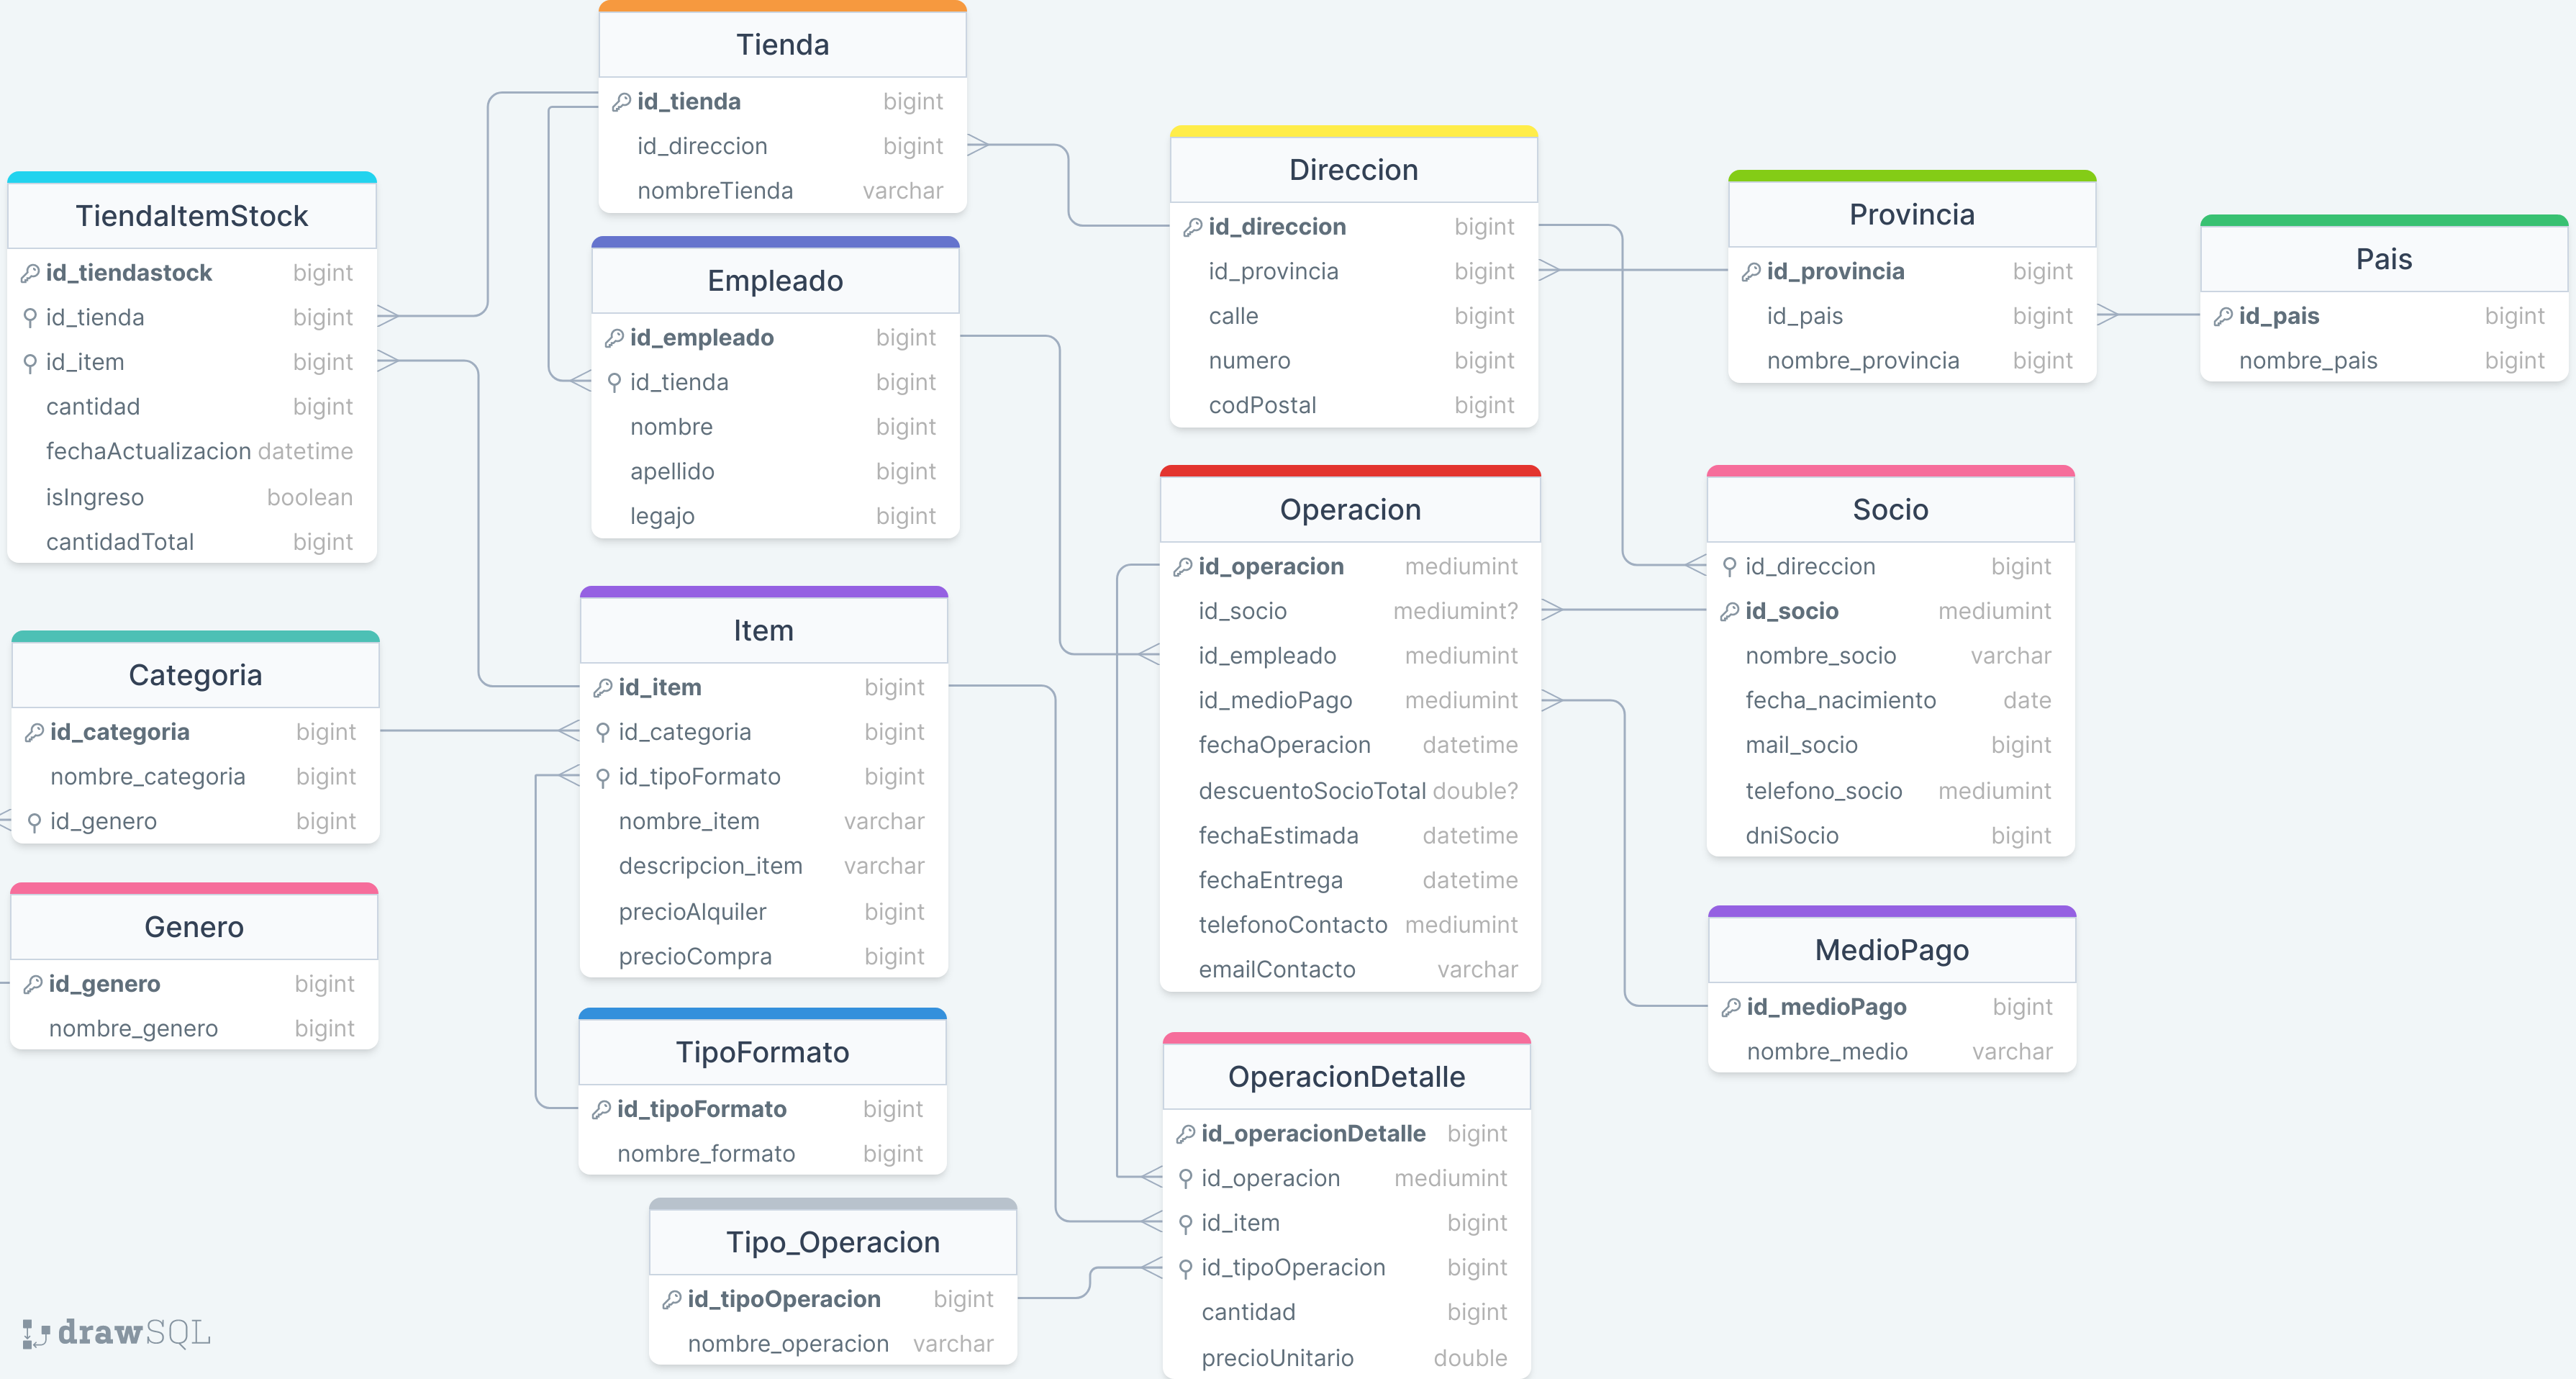 Tienda
id_tienda bigint
id_direccion bigint
nombreTienda varchar
TiendaItemStock
id_tiendastock bigint
id_tienda bigint
id_item bigint
cantidad bigint
fechaActualizacion datetime
isIngreso boolean
cantidadTotal bigint
Empleado
id_empleado bigint
id_tienda bigint
nombre bigint
apellido bigint
legajo bigint
Direccion
id_direccion bigint
id_provincia bigint
calle bigint
numero bigint
codPostal bigint
Provincia
id_provincia bigint
id_pais bigint
nombre_provincia bigint
Pais
id_pais bigint
nombre_pais bigint
Operacion
id_operacion mediumint
id_socio mediumint?
id_empleado mediumint
id_medioPago mediumint
fechaOperacion datetime
descuentoSocioTotal double?
fechaEstimada datetime
fechaEntrega datetime
telefonoContacto mediumint
emailContacto varchar
Socio
id_direccion bigint
id_socio mediumint
nombre_socio varchar
fecha_nacimiento date
mail_socio bigint
telefono_socio mediumint
dniSocio bigint
Categoria
id_categoria bigint
nombre_categoria bigint
id_genero bigint
Item
id_item bigint
id_categoria bigint
id_tipoFormato bigint
nombre_item varchar
descripcion_item varchar
precioAlquiler bigint
precioCompra bigint
Genero
id_genero bigint
nombre_genero bigint
TipoFormato
id_tipoFormato bigint
nombre_formato bigint
MedioPago
id_medioPago bigint
nombre_medio varchar
OperacionDetalle
id_operacionDetalle bigint
id_operacion mediumint
id_item bigint
id_tipoOperacion bigint
cantidad bigint
precioUnitario double
Tipo_Operacion
id_tipoOperacion bigint
nombre_operacion varchar
drawSQL